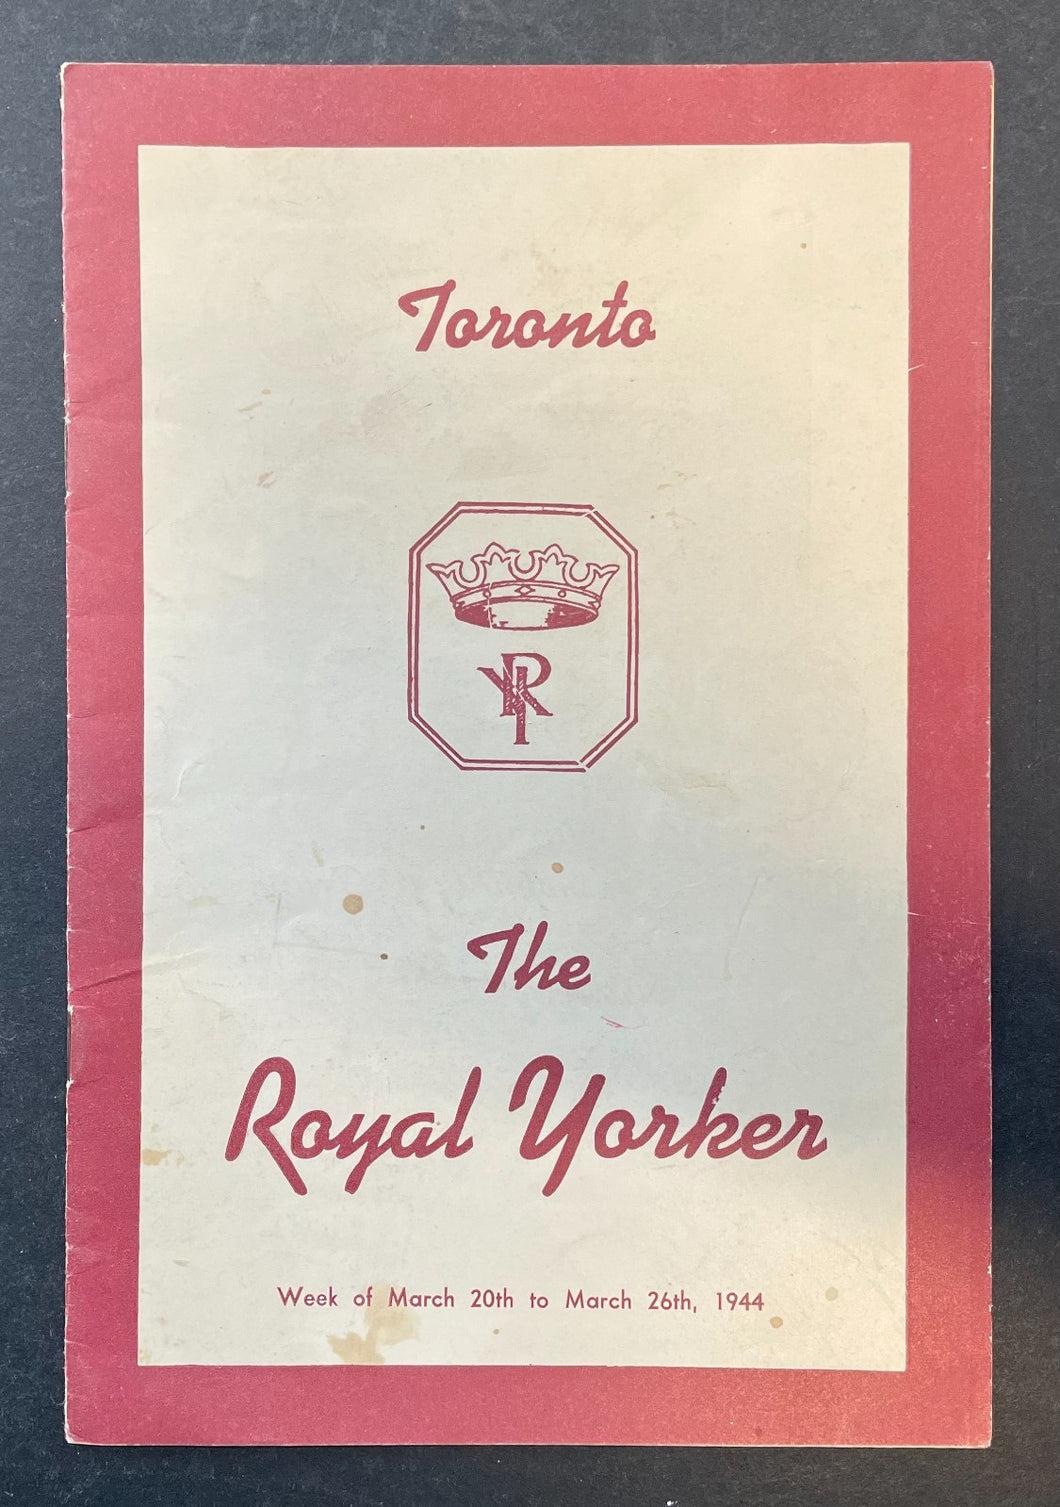 Toronto
YR
The
Royal Yorker
Week of March 20th to March 26th, 1944